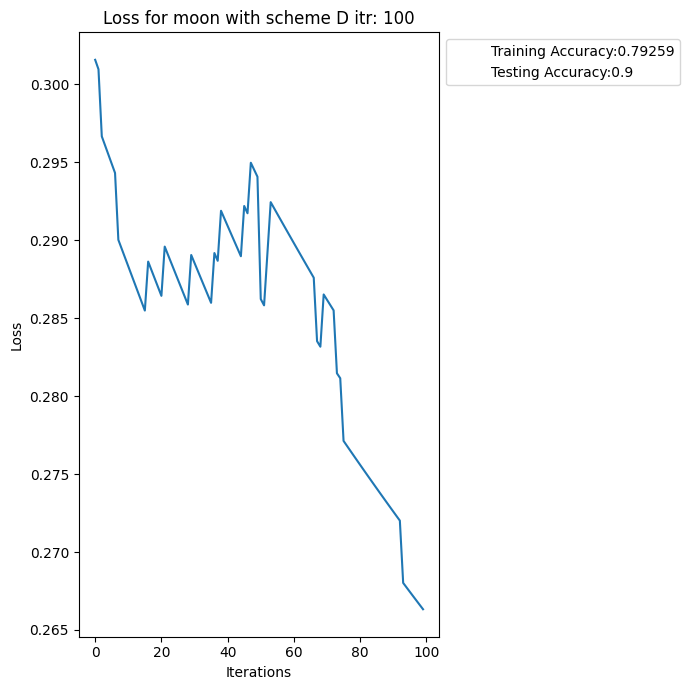 Loss for moon with scheme D itr: 100
Training Accuracy:0.79259
Testing Accuracy:0.9
0.300
0.295
0.290
0.285
0.280
0.275
0.270
0.265
Loss
0 20 40 60 80 100
Iterations